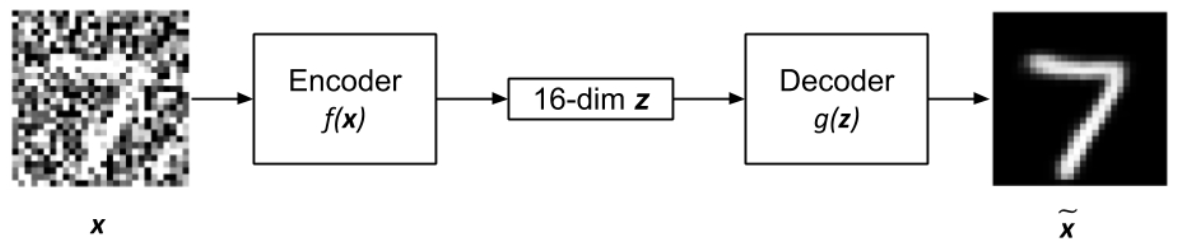 Encoder
f(x)
16-dim z
Decoder
g(z)
x
x̃